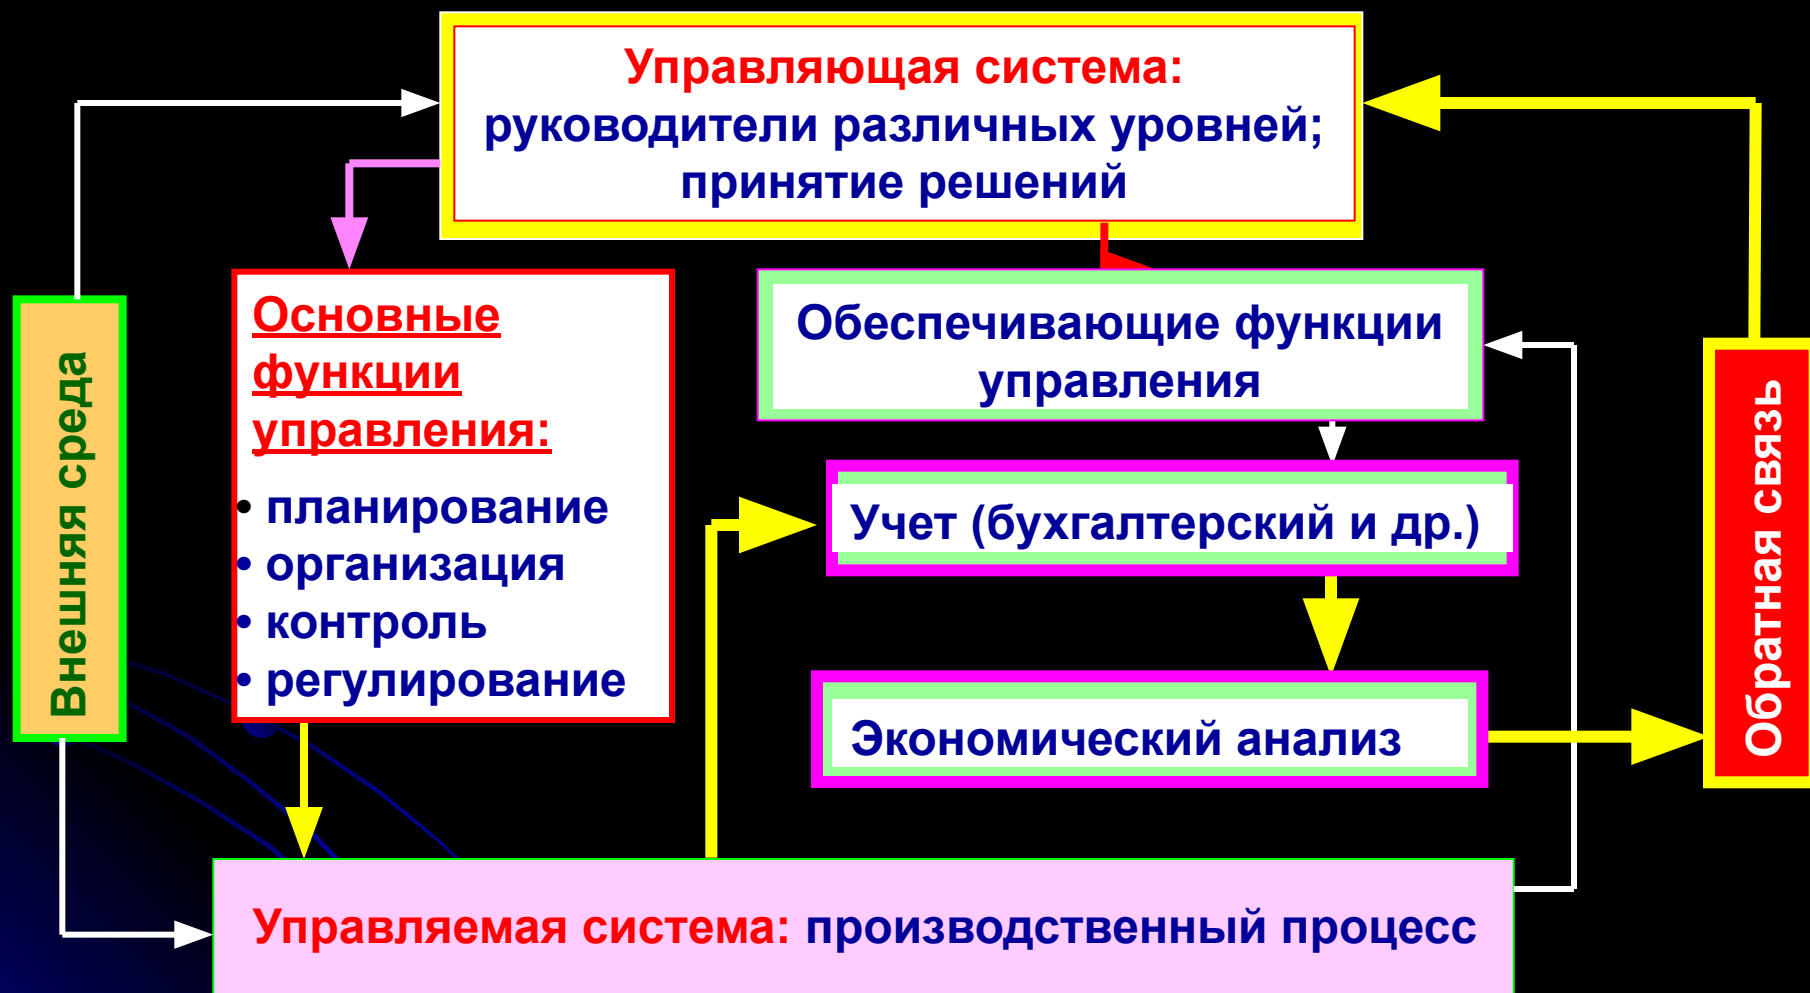 Управляющая система:
руководители различных уровней;
принятие решений
Внешняя среда
Основные
функции
управления:
• планирование
• организация
• контроль
• регулирование
Обеспечивающие функции
управления
Учет (бухгалтерский и др.)
Экономический анализ
Обратная связь
Управляемая система: производственный процесс